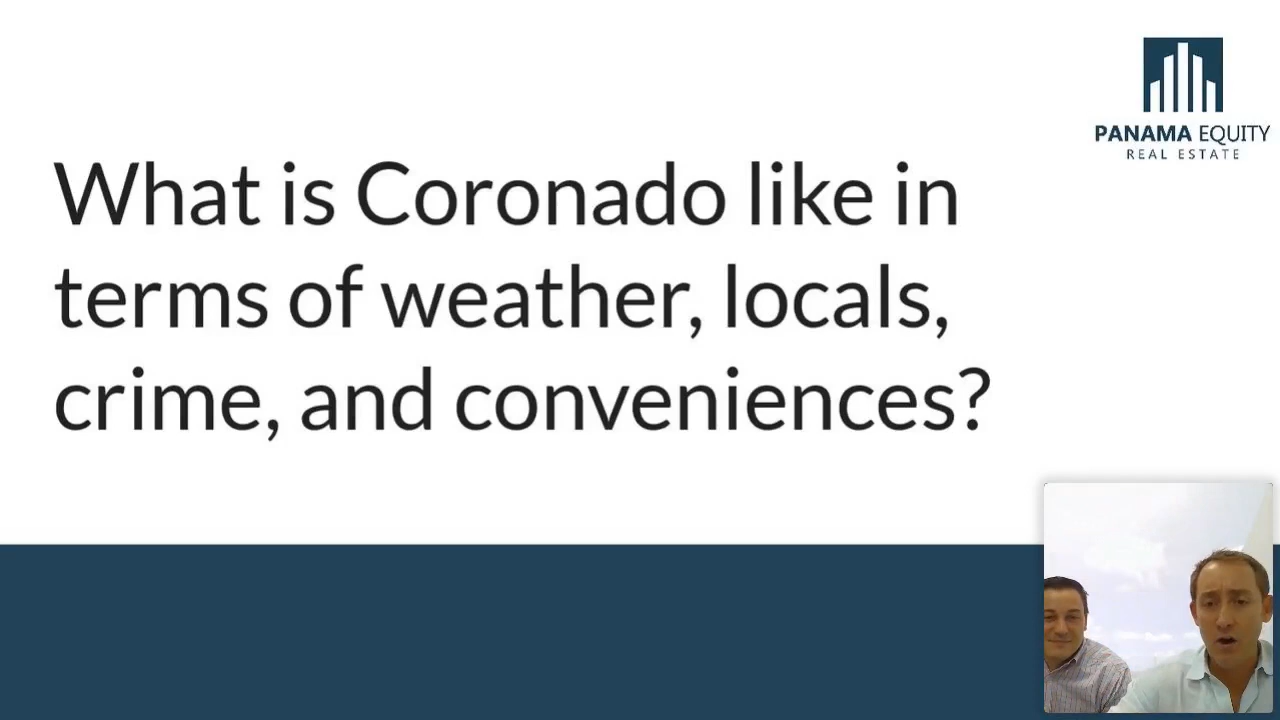 PANAMA EQUITY
REAL ESTATE
What is Coronado like in
terms of weather, locals,
crime, and conveniences?